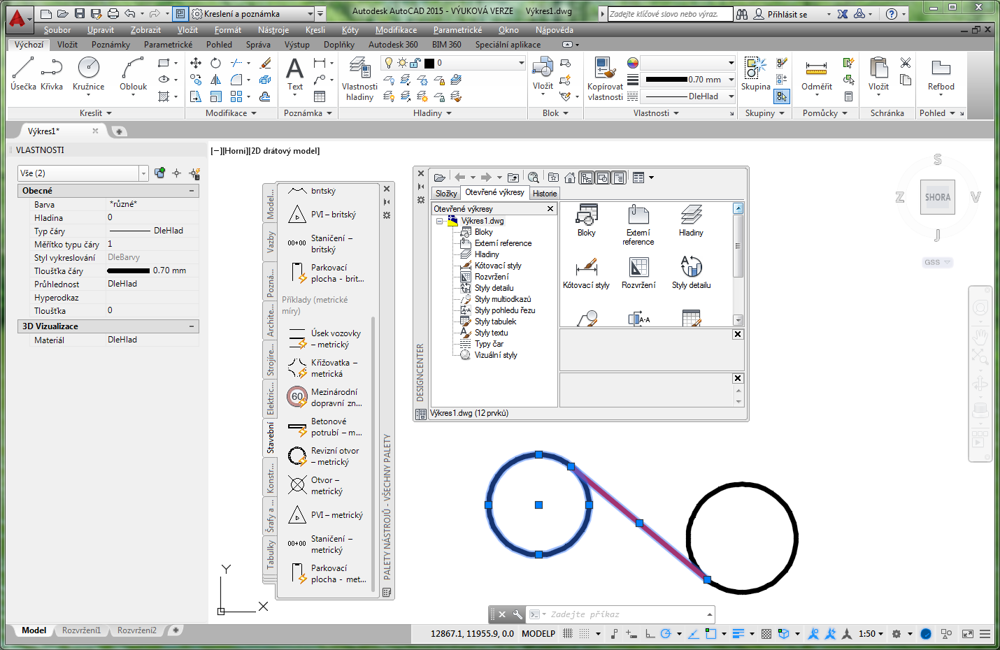 Kreslení a poznámka
Autodesk AutoCAD 2015 - VÝUKOVÁ VERZE Výkres1.dwg
Zadejte klíčové slovo nebo výraz.
Přihlásit se
Soubor Upravit Zobrazit Vložit Formát Nástroje Kresli Kóty Modifikace Parametrické Okno Nápověda
Výchozí Vložit Poznámky Parametrické Pohled Správa Výstup Doplňky Autodesk 360 BIM 360 Speciální aplikace
Úsečka Křivka Kružnice Oblouk
Text
Vlastnosti hladiny
0
Vložit
Kopírovat vlastnosti
0.70 mm
DleHlad
Skupina
Odměřit
Vložit
Refbod
Kreslit Modifikace Poznámka Hladiny Blok Vlastnosti Skupiny Pomůcky Schránka Pohled
Výkres1*
VLASTNOSTI
Vše (2)
Obecné
Barva *různé*
Hladina 0
Typ čáry DleHlad
Měřítko typu čáry 1
Styl vykreslování DleBarvy
Tloušťka čáry 0.70 mm
Průhlednost DleHlad
Hyperodkaz
Tloušťka 0
3D Vizualizace
Materiál DleHlad
[−][Horní][2D drátový model]
Model...
Vazby
Pozná...
Archite...
Strojíre...
Elektric...
Stavební
Konstr...
Šrafy a ...
Tabulky
britský
PVI – britský
00+00 Staničení –
britský
Parkovací
plocha - brit...
Příklady (metrické
míry)
Úsek vozovky
– metrický
Křižovatka –
metrická
60 Mezinárodní
dopravní zn...
Betonové
potrubí – m...
Revizní otvor
– metrický
Otvor –
metrický
PVI – metrický
00+00 Staničení –
metrický
Parkovací
plocha - met...
PALETY NÁSTROJŮ - VŠECHNY PALETY
Složky Otevřené výkresy Historie
Otevřené výkresy
Výkres1.dwg
Bloky
Externí reference
Hladiny
Kótovací styly
Rozvržení
Styly detailu
Styly multiodkazů
Styly pohledu řezu
Styly tabulek
Styly textu
Typy čar
Vizuální styly
Bloky Externí reference Hladiny
Kótovací styly Rozvržení Styly detailu
A-A
DESIGNCENTER
Výkres1.dwg (12 prvků)
S
Z SHORA V
J
GSS
Y
X
Zadejte příkaz
Model Rozvržení1 Rozvržení2
12867.1, 11955.9, 0.0 MODELP 1:50